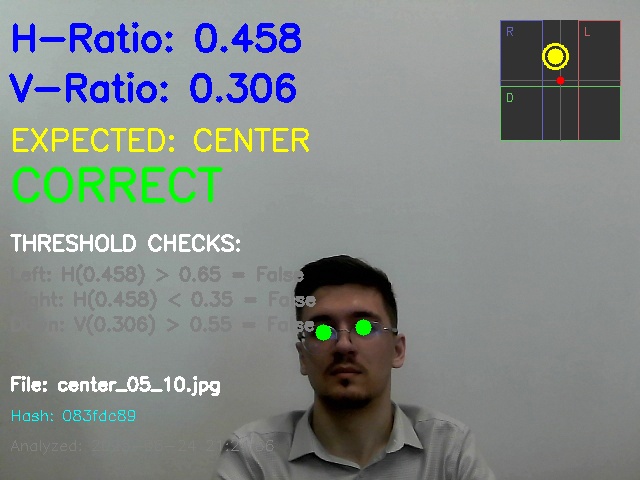 H-Ratio: 0.458
V-Ratio: 0.306
EXPECTED: CENTER
CORRECT
THRESHOLD CHECKS:
Left: H(0.458) > 0.65 = False
Right: H(0.458) < 0.35 = False
Down: V(0.306) > 0.55 = False
File: center_05_10.jpg
Hash: 083fdc89
Analyzed:
R
L
D